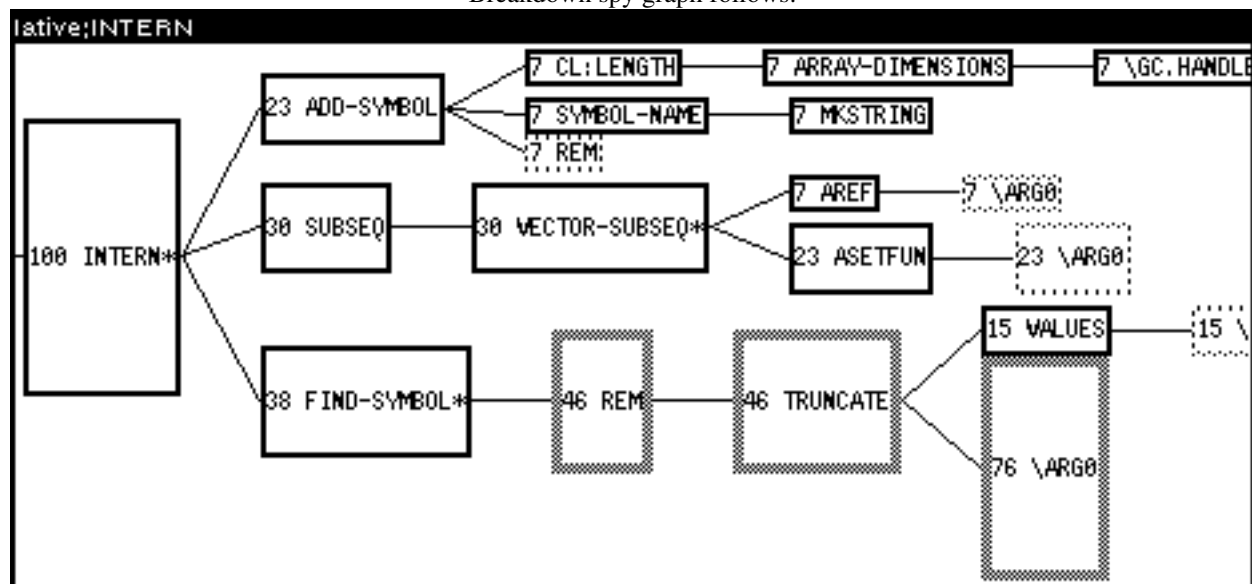 Breakdown spy graph follows:
lative;INTERN
7 CL:LENGTH
7 ARRAY-DIMENSIONS
7 \GC.HANDLE
23 ADD-SYMBOL
7 SYMBOL-NAME
7 MKSTRING
7 REM
7 AREF
7 \ARG0
30 SUBSEQ
30 VECTOR-SUBSEQ*
100 INTERN*
23 ASETFUN
23 \ARG0
15 VALUES
15 \
38 FIND-SYMBOL*
46 REM
46 TRUNCATE
76 \ARG0